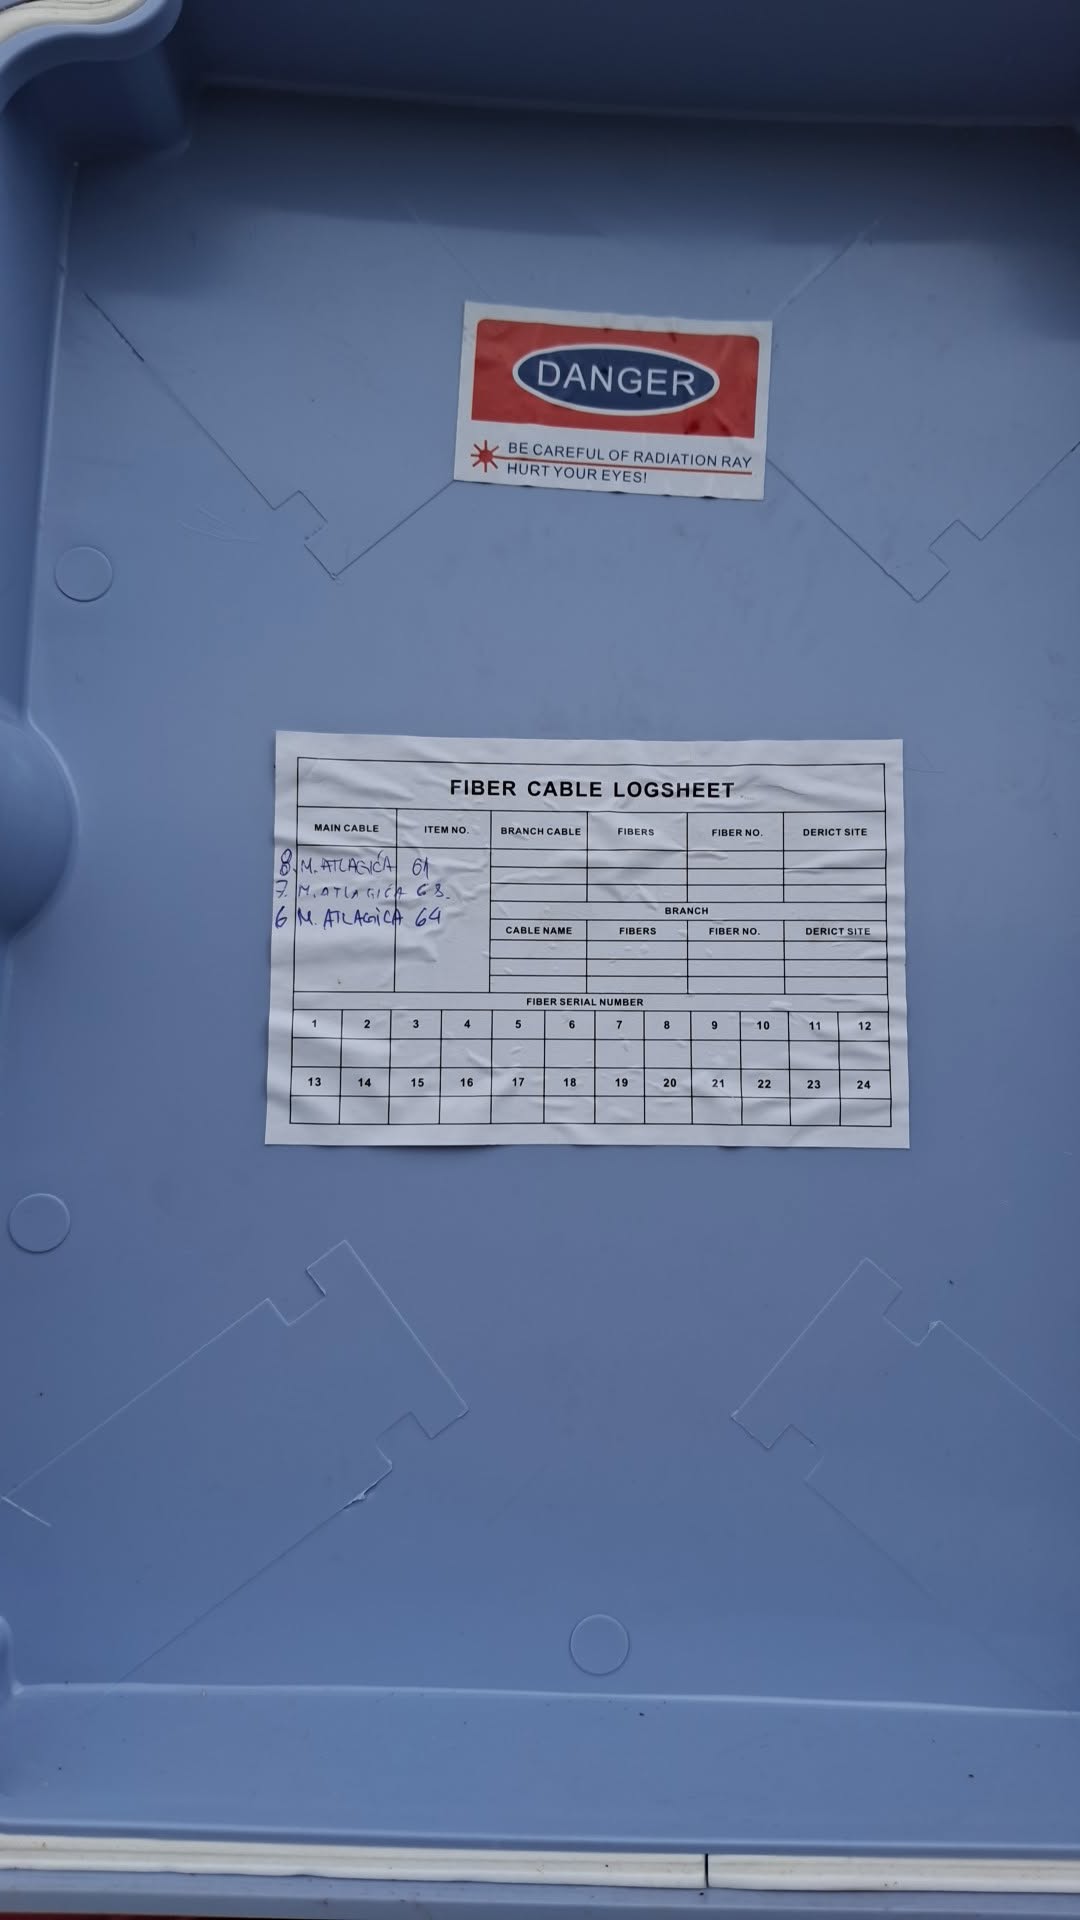 DANGER
BE CAREFUL OF RADIATION RAY
HURT YOUR EYES!
FIBER CABLE LOGSHEET
MAIN CABLE ITEM NO. BRANCH CABLE FIBERS FIBER NO. DERICT SITE
8. M. ATLAGIĆA 61
7. M. ATLAGIĆA 63.
6 M. ATLAGIĆA 64
BRANCH
CABLE NAME FIBERS FIBER NO. DERICT SITE
FIBER SERIAL NUMBER
1 2 3 4 5 6 7 8 9 10 11 12
13 14 15 16 17 18 19 20 21 22 23 24